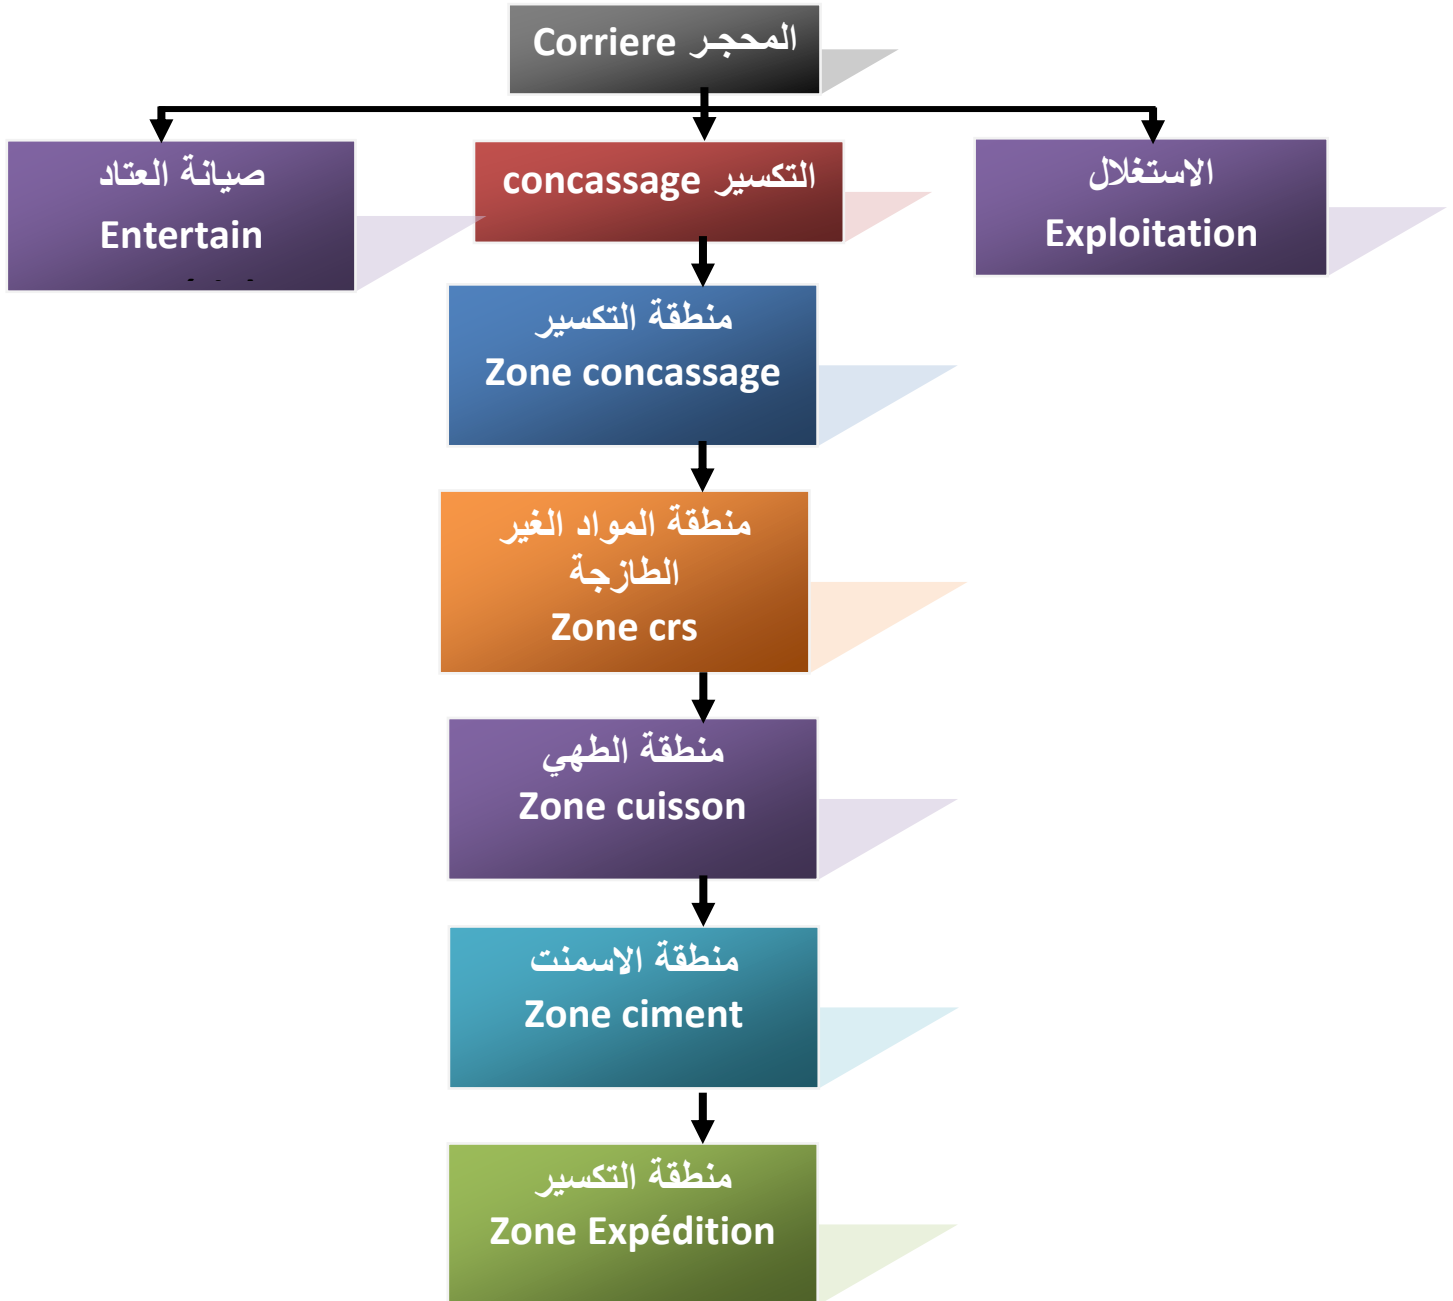 المحجر Corriere
صيانة العتاد
Entertain
التكسير concassage
الاستغلال
Exploitation
منطقة التكسير
Zone concassage
منطقة المواد الغير
الطازجة
Zone crs
منطقة الطهي
Zone cuisson
منطقة الاسمنت
Zone ciment
منطقة التكسير
Zone Expédition